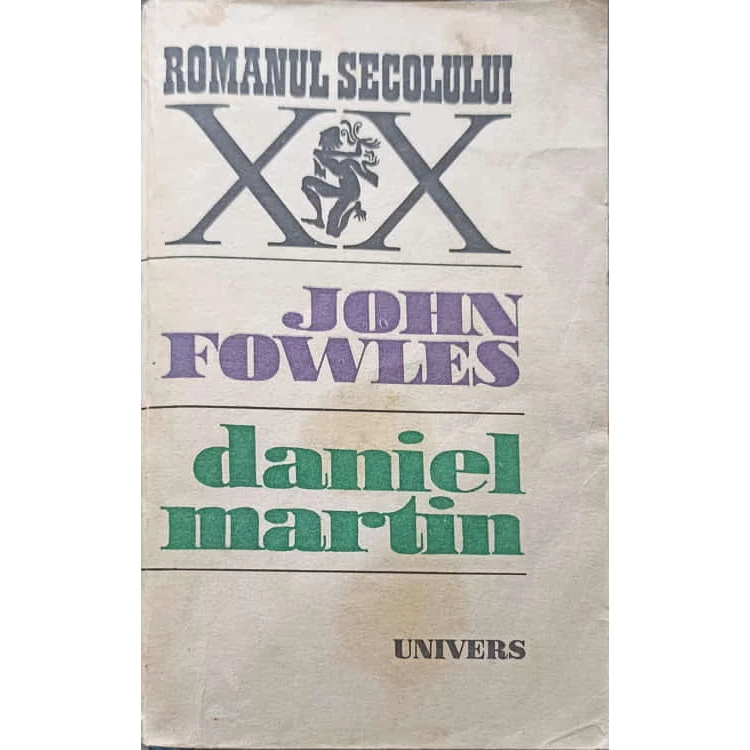 ROMANUL SECOLULUI
XX
JOHN
FOWLES
daniel
martin
UNIVERS